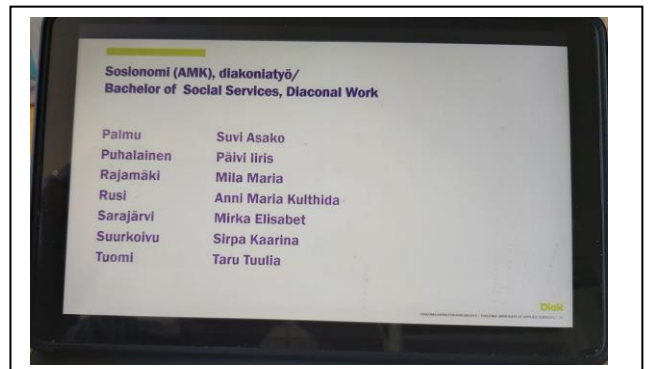 Sosionomi (AMK), diakoniatyö/
Bachelor of Social Services, Diaconal Work
Palmu Suvi Asako
Puhalainen Päivi Iiris
Rajamäki Mila Maria
Rusi Anni Maria Kulthida
Sarajärvi Mirka Elisabet
Suurkoivu Sirpa Kaarina
Tuomi Taru Tuulia
Diak